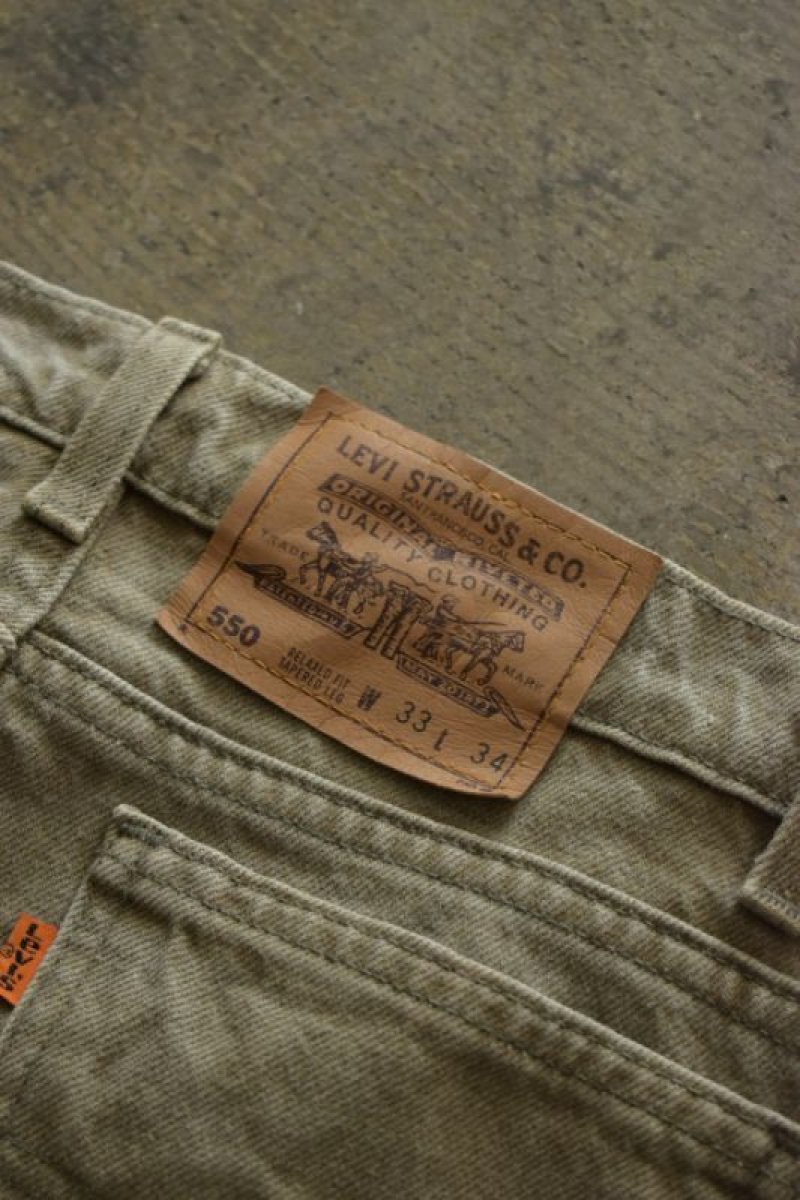 LEVI STRAUSS & CO.
SAN FRANCISCO, CAL
ORIGINAL
QUALITY CLOTHING
TRADE MARK
550
RELAXED FIT
TAPERED LEG
W 33 L 34
LEVI'S